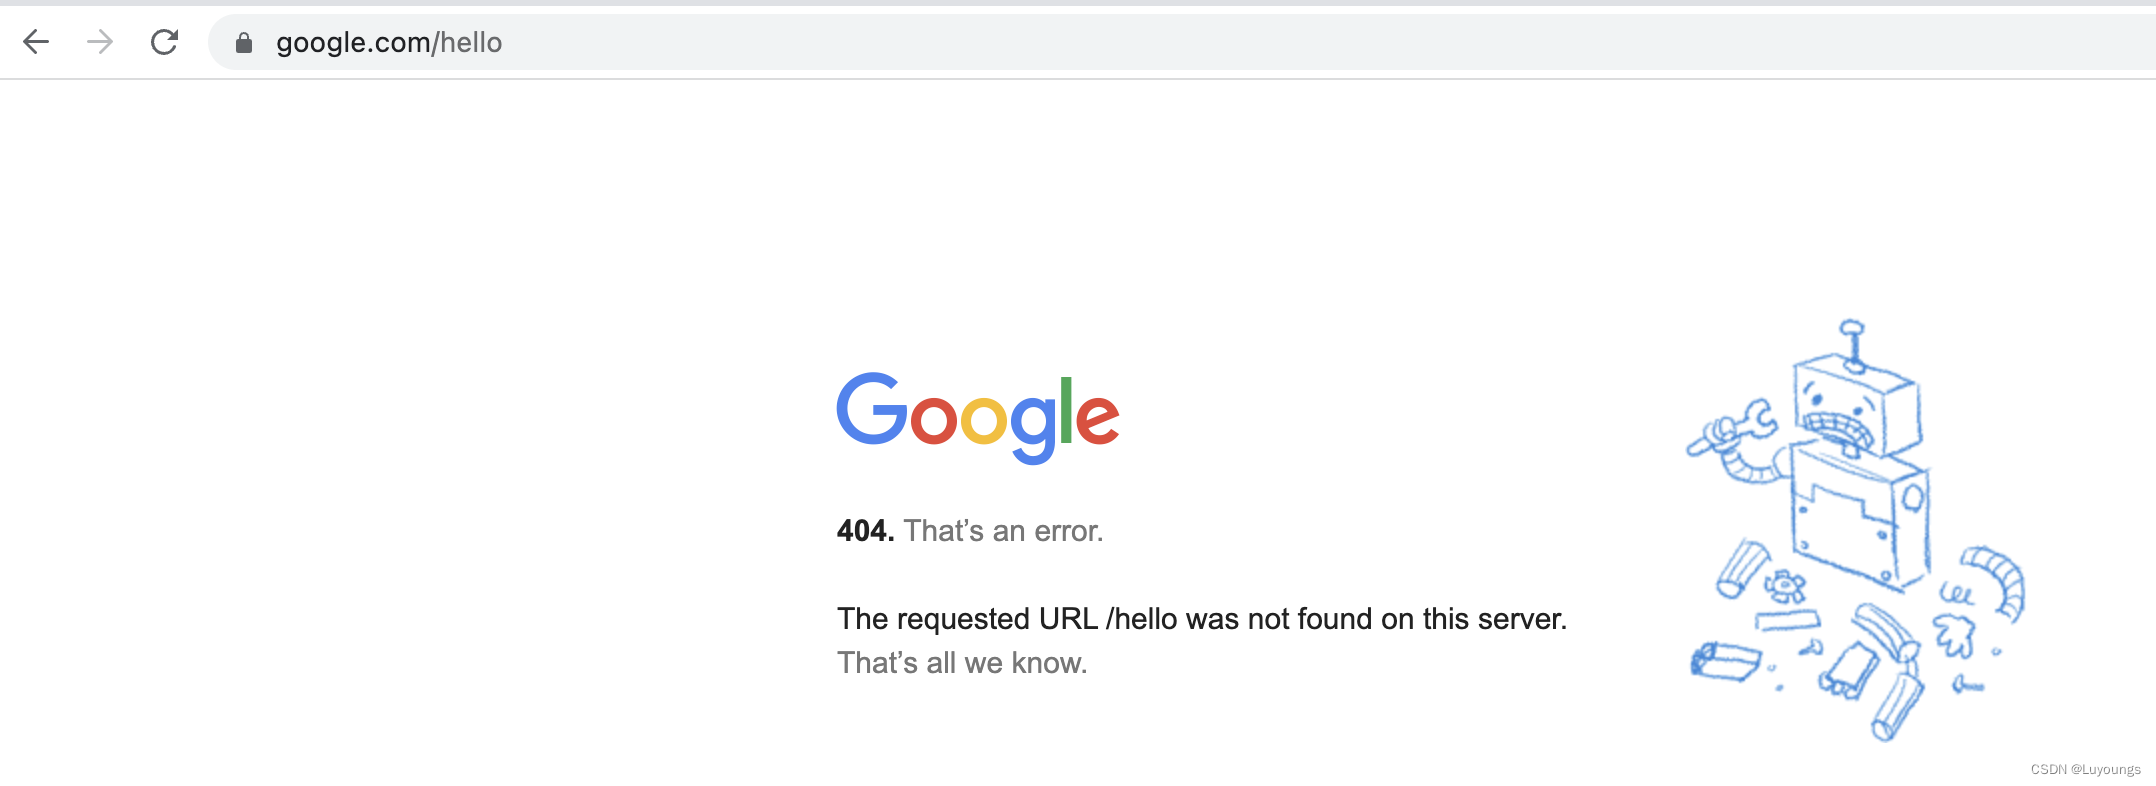 google.com/hello
Google
404. That’s an error.
The requested URL /hello was not found on this server.
That’s all we know.
CSDN @Luyoungs